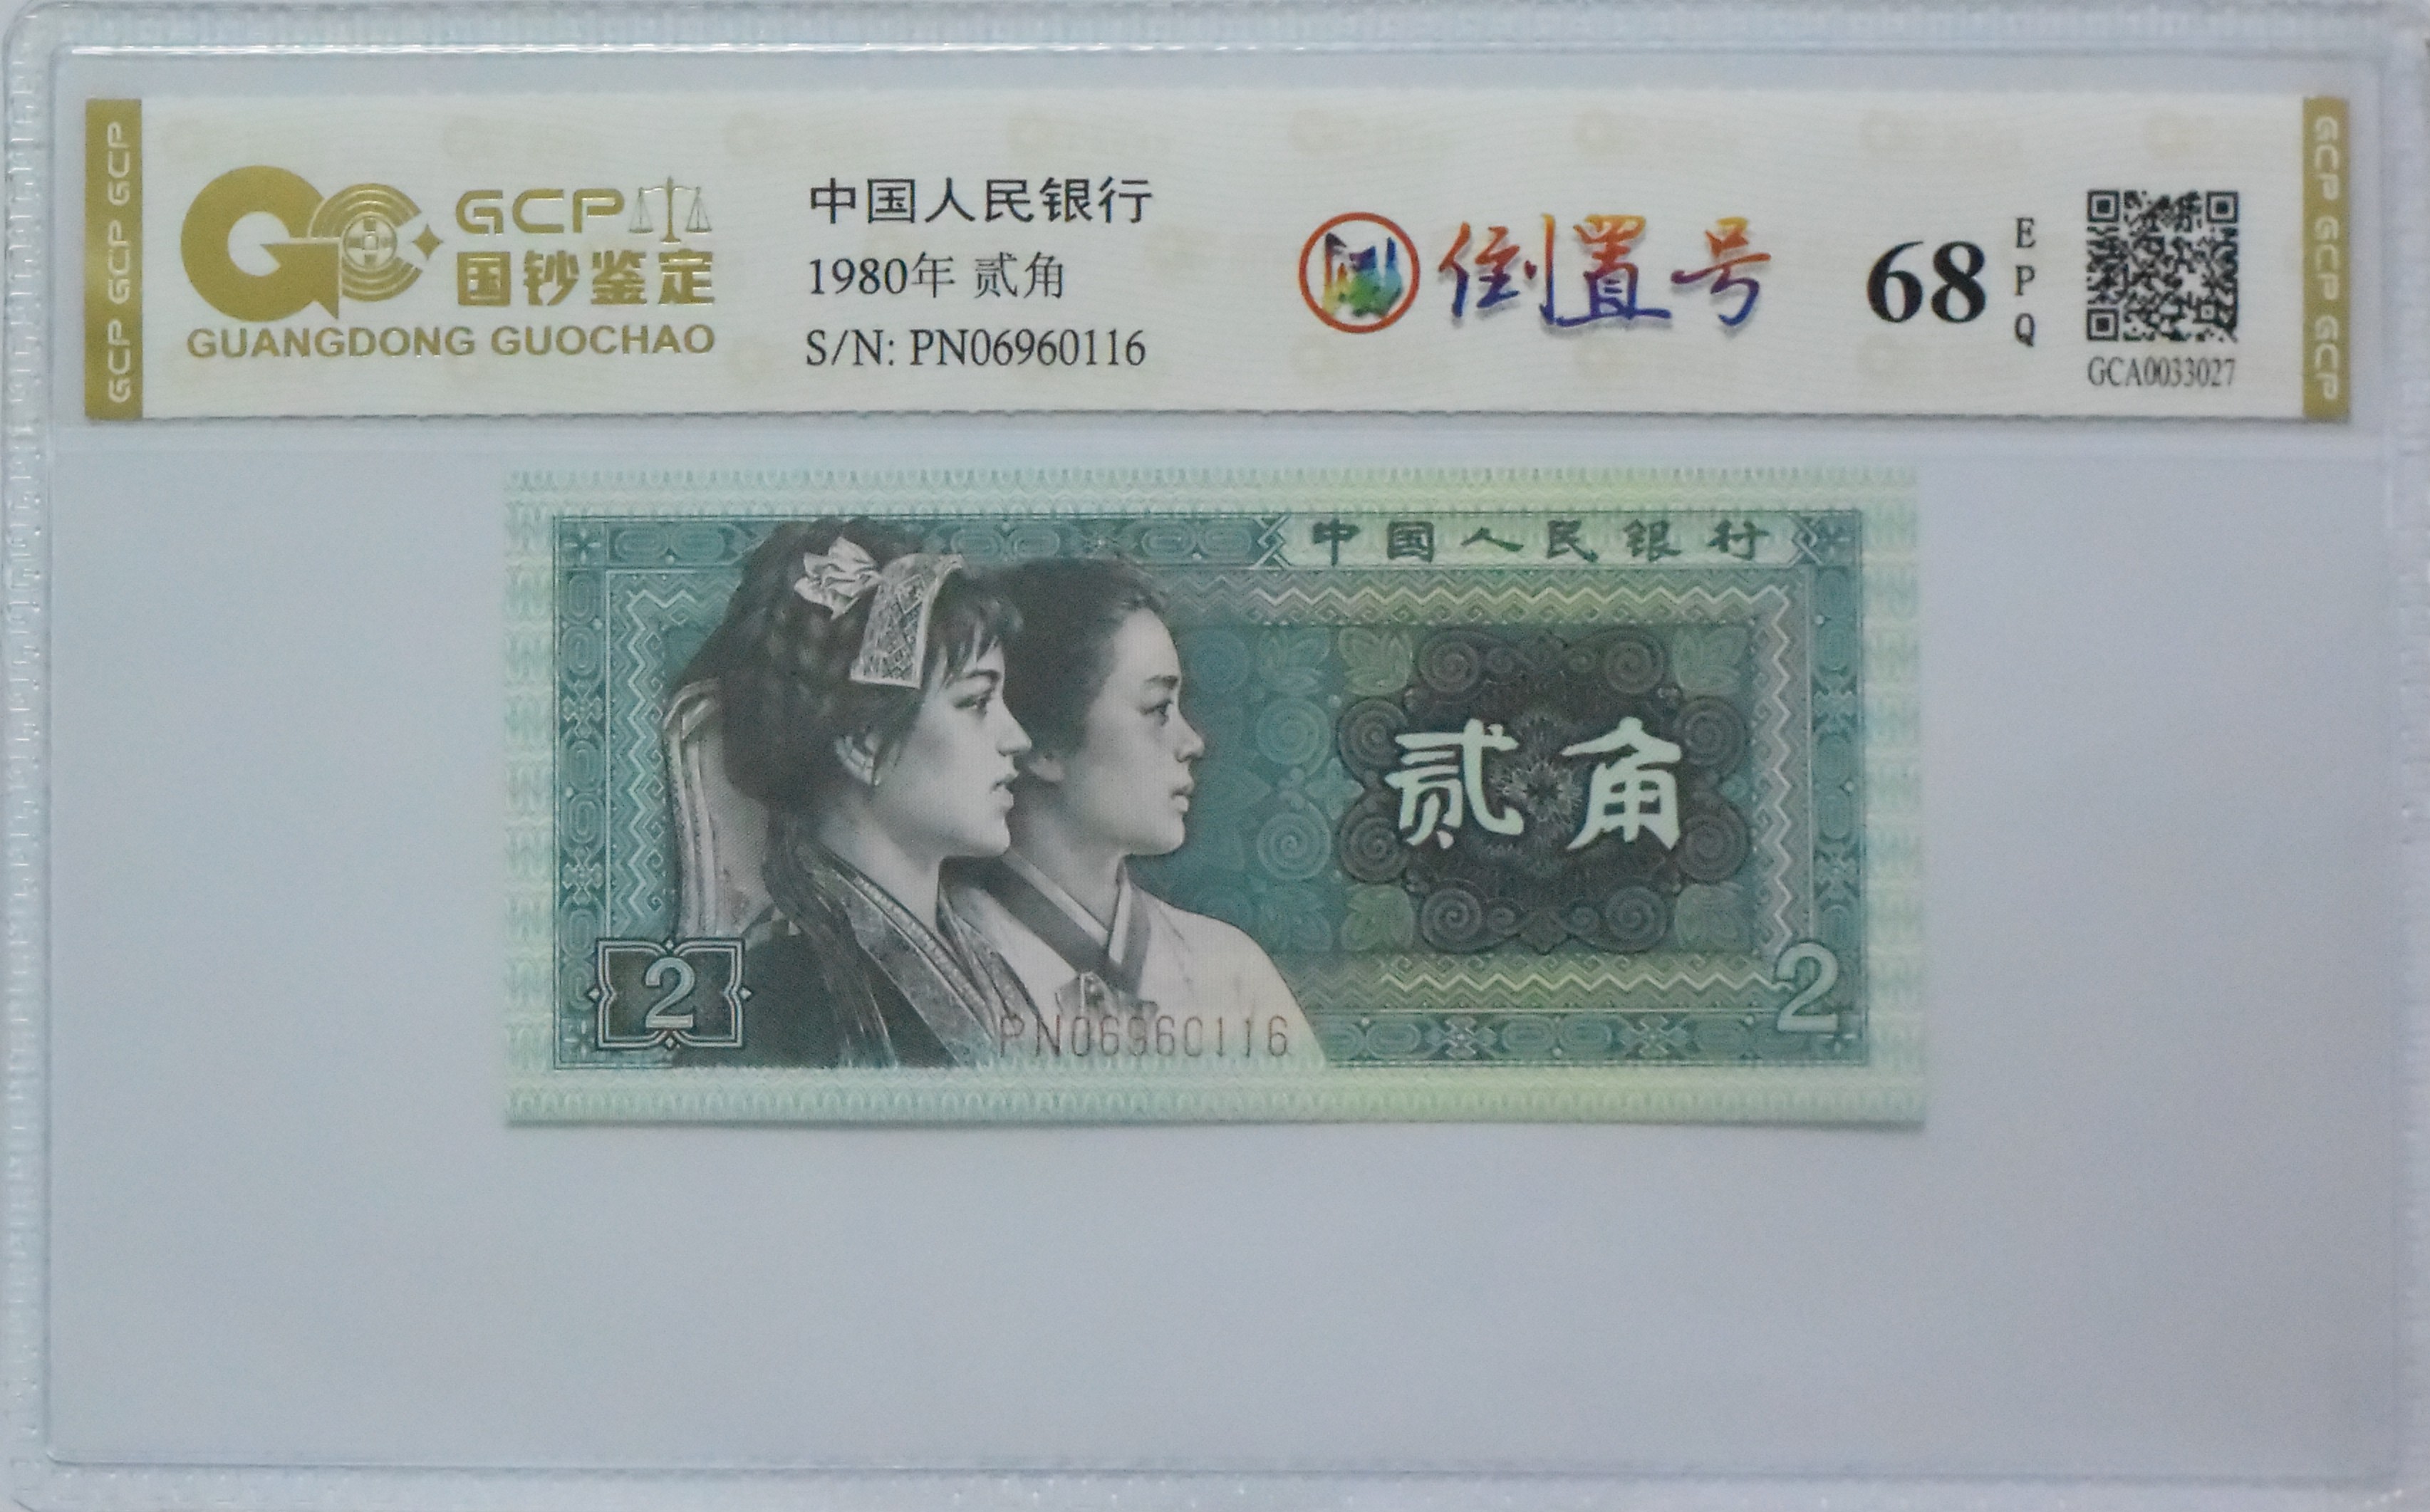 GCP GCP GCP
GCP
国钞鉴定
GUANGDONG GUOCHAO
中国人民银行
1980年 贰角
S/N: PN06960116
倒置号
68
E
P
Q
GCA0033027
GCP GCP GCP
中国人民银行
贰角
2
2
PN06960116